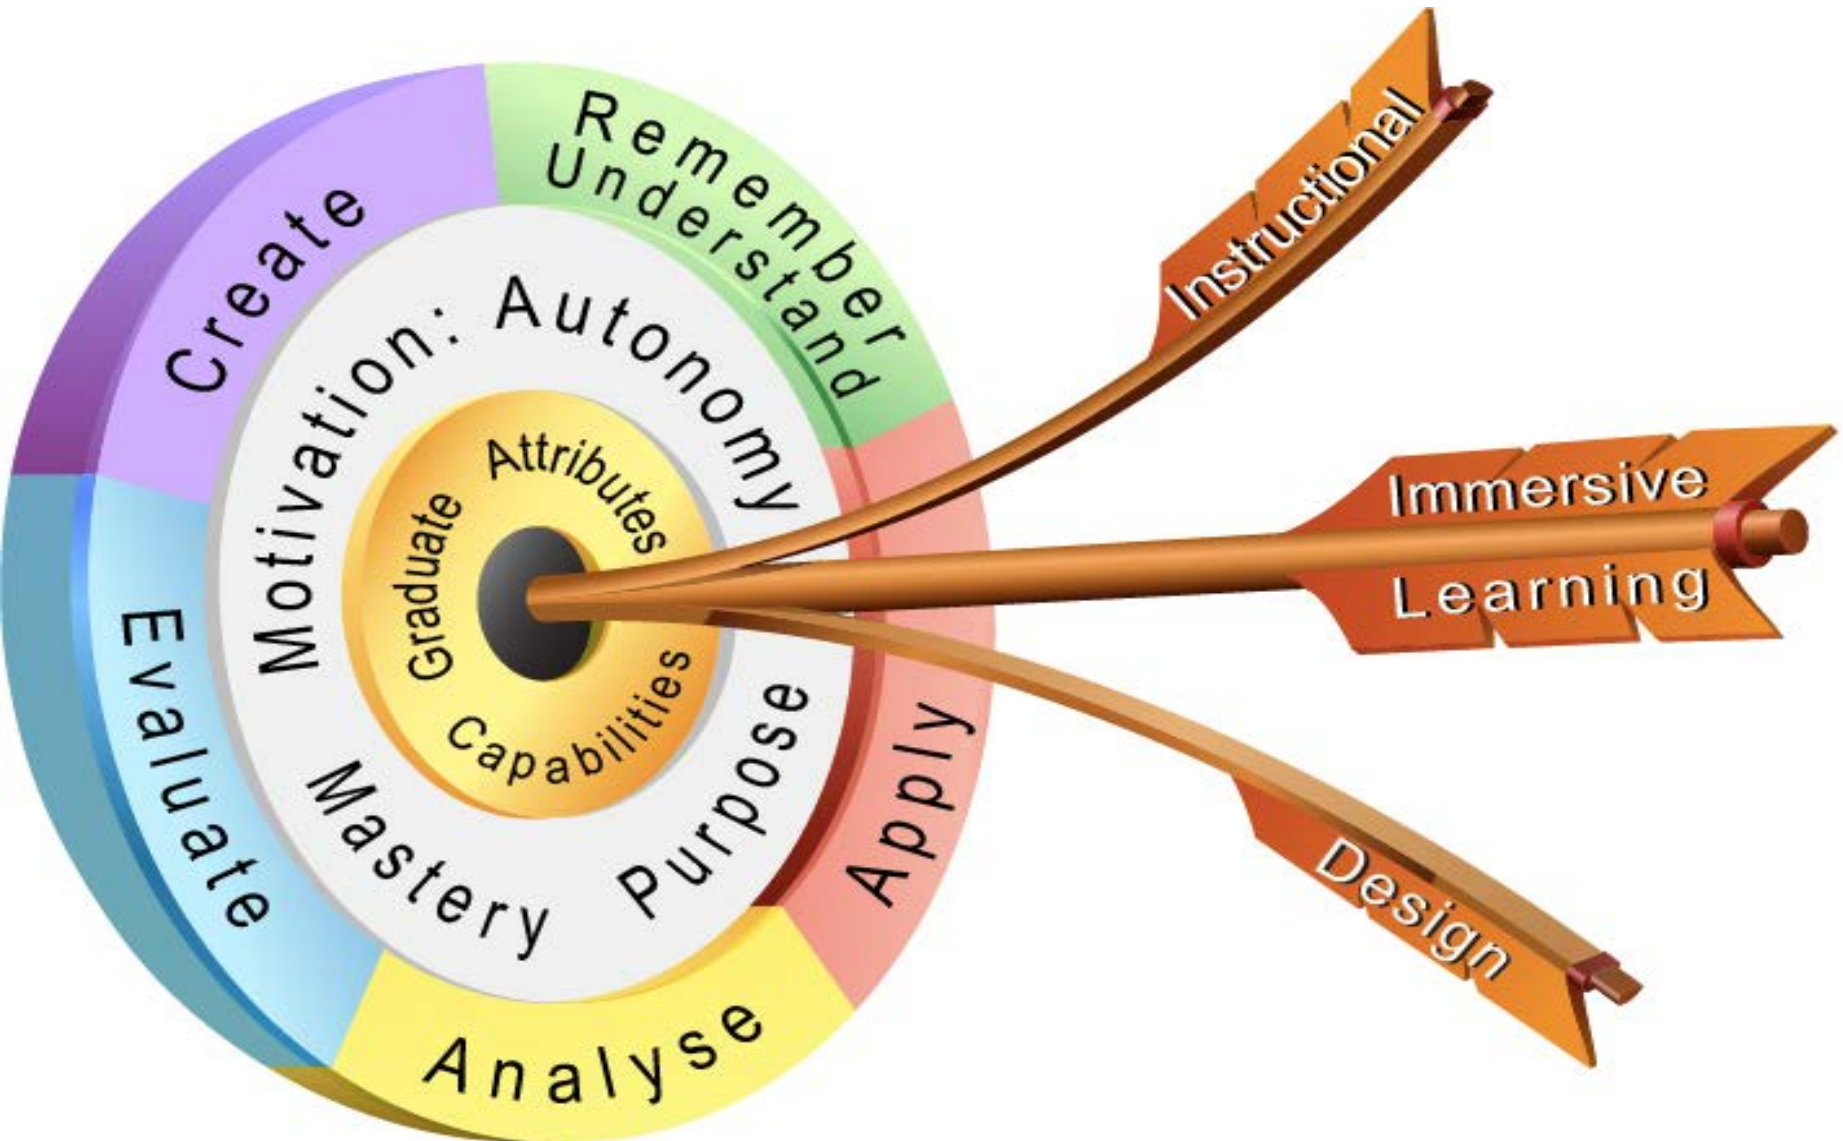 Remember
Understand
Apply
Analyse
Evaluate
Create
Motivation: Autonomy
Mastery
Purpose
Graduate
Attributes
Capabilities
Instructional
Immersive
Learning
Design